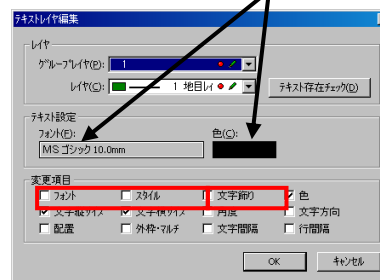 テキストレイヤ編集
レイヤ
グループレイヤ(P): 1
レイヤ(C): 1 地目レイ
テキスト存在チェック(D)
テキスト設定
フォント(F): 色(C):
MS ゴシック 10.0mm
変更項目
フォント スタイル 文字飾り 色
文字縦サイズ 文字横サイズ 角度 文字方向
配置 外枠・マルチ 文字間隔 行間隔
OK キャンセル